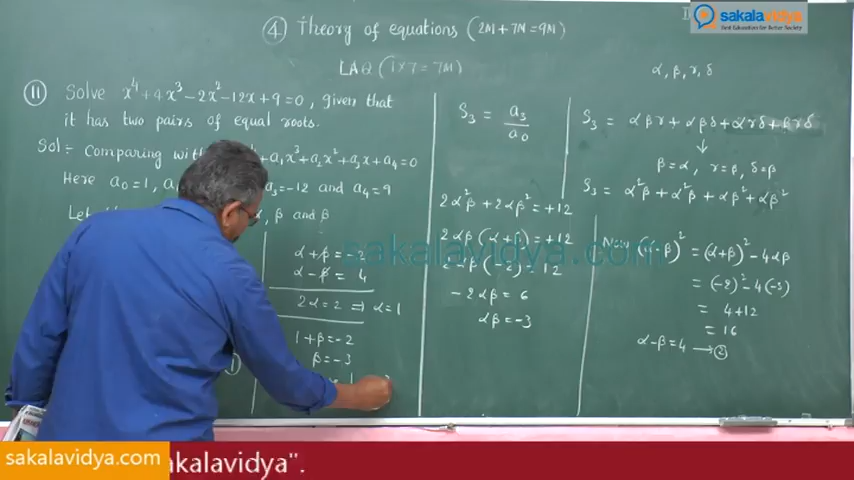 ④ Theory of equations (2M + 7M = 9M)
LAQ (1 x 7 = 7M)
⑪ Solve x⁴ + 4x³ - 2x² - 12x + 9 = 0, given that
it has two pairs of equal roots.
Sol:- Comparing with + a₁x³ + a₂x² + a₃x + a₄ = 0
Here a₀ = 1, a₃ = -12 and a₄ = 9
Let α, β and β
α + β = -2
α - β = 4
2α = 2 ⇒ α = 1
1 + β = -2
β = -3
①
S₃ = a₃/a₀
2α²β + 2αβ² = +12
2αβ (α + β) = +12
2αβ (-2) = 12
-2αβ = 6
αβ = -3
α, β, γ, δ
S₃ = αβγ + αβδ + αγδ + βγδ
↓
β = α, γ = β, δ = β
S₃ = α²β + α²β + αβ² + αβ²
Now (α - β)² = (α + β)² - 4αβ
= (-2)² - 4(-3)
= 4 + 12
= 16
α - β = 4 → ②
sakalavidya
Text Education for Better Society
sakalavidya.com
sakalavidya.com
akalavidya".